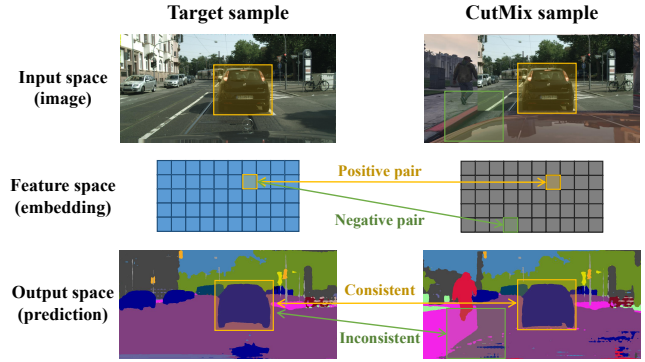 Target sample
CutMix sample
Input space
(image)
Feature space
(embedding)
Positive pair
Negative pair
Output space
(prediction)
Consistent
Inconsistent